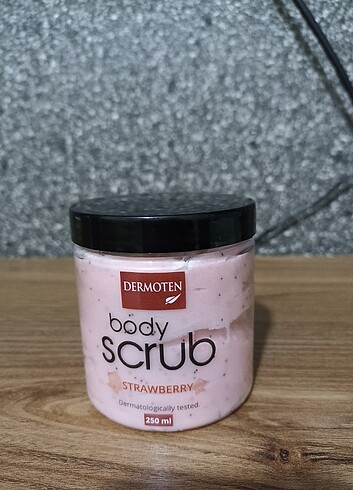 DERMOTEN
body
scrub
STRAWBERRY
Dermatologically tested.
250 ml